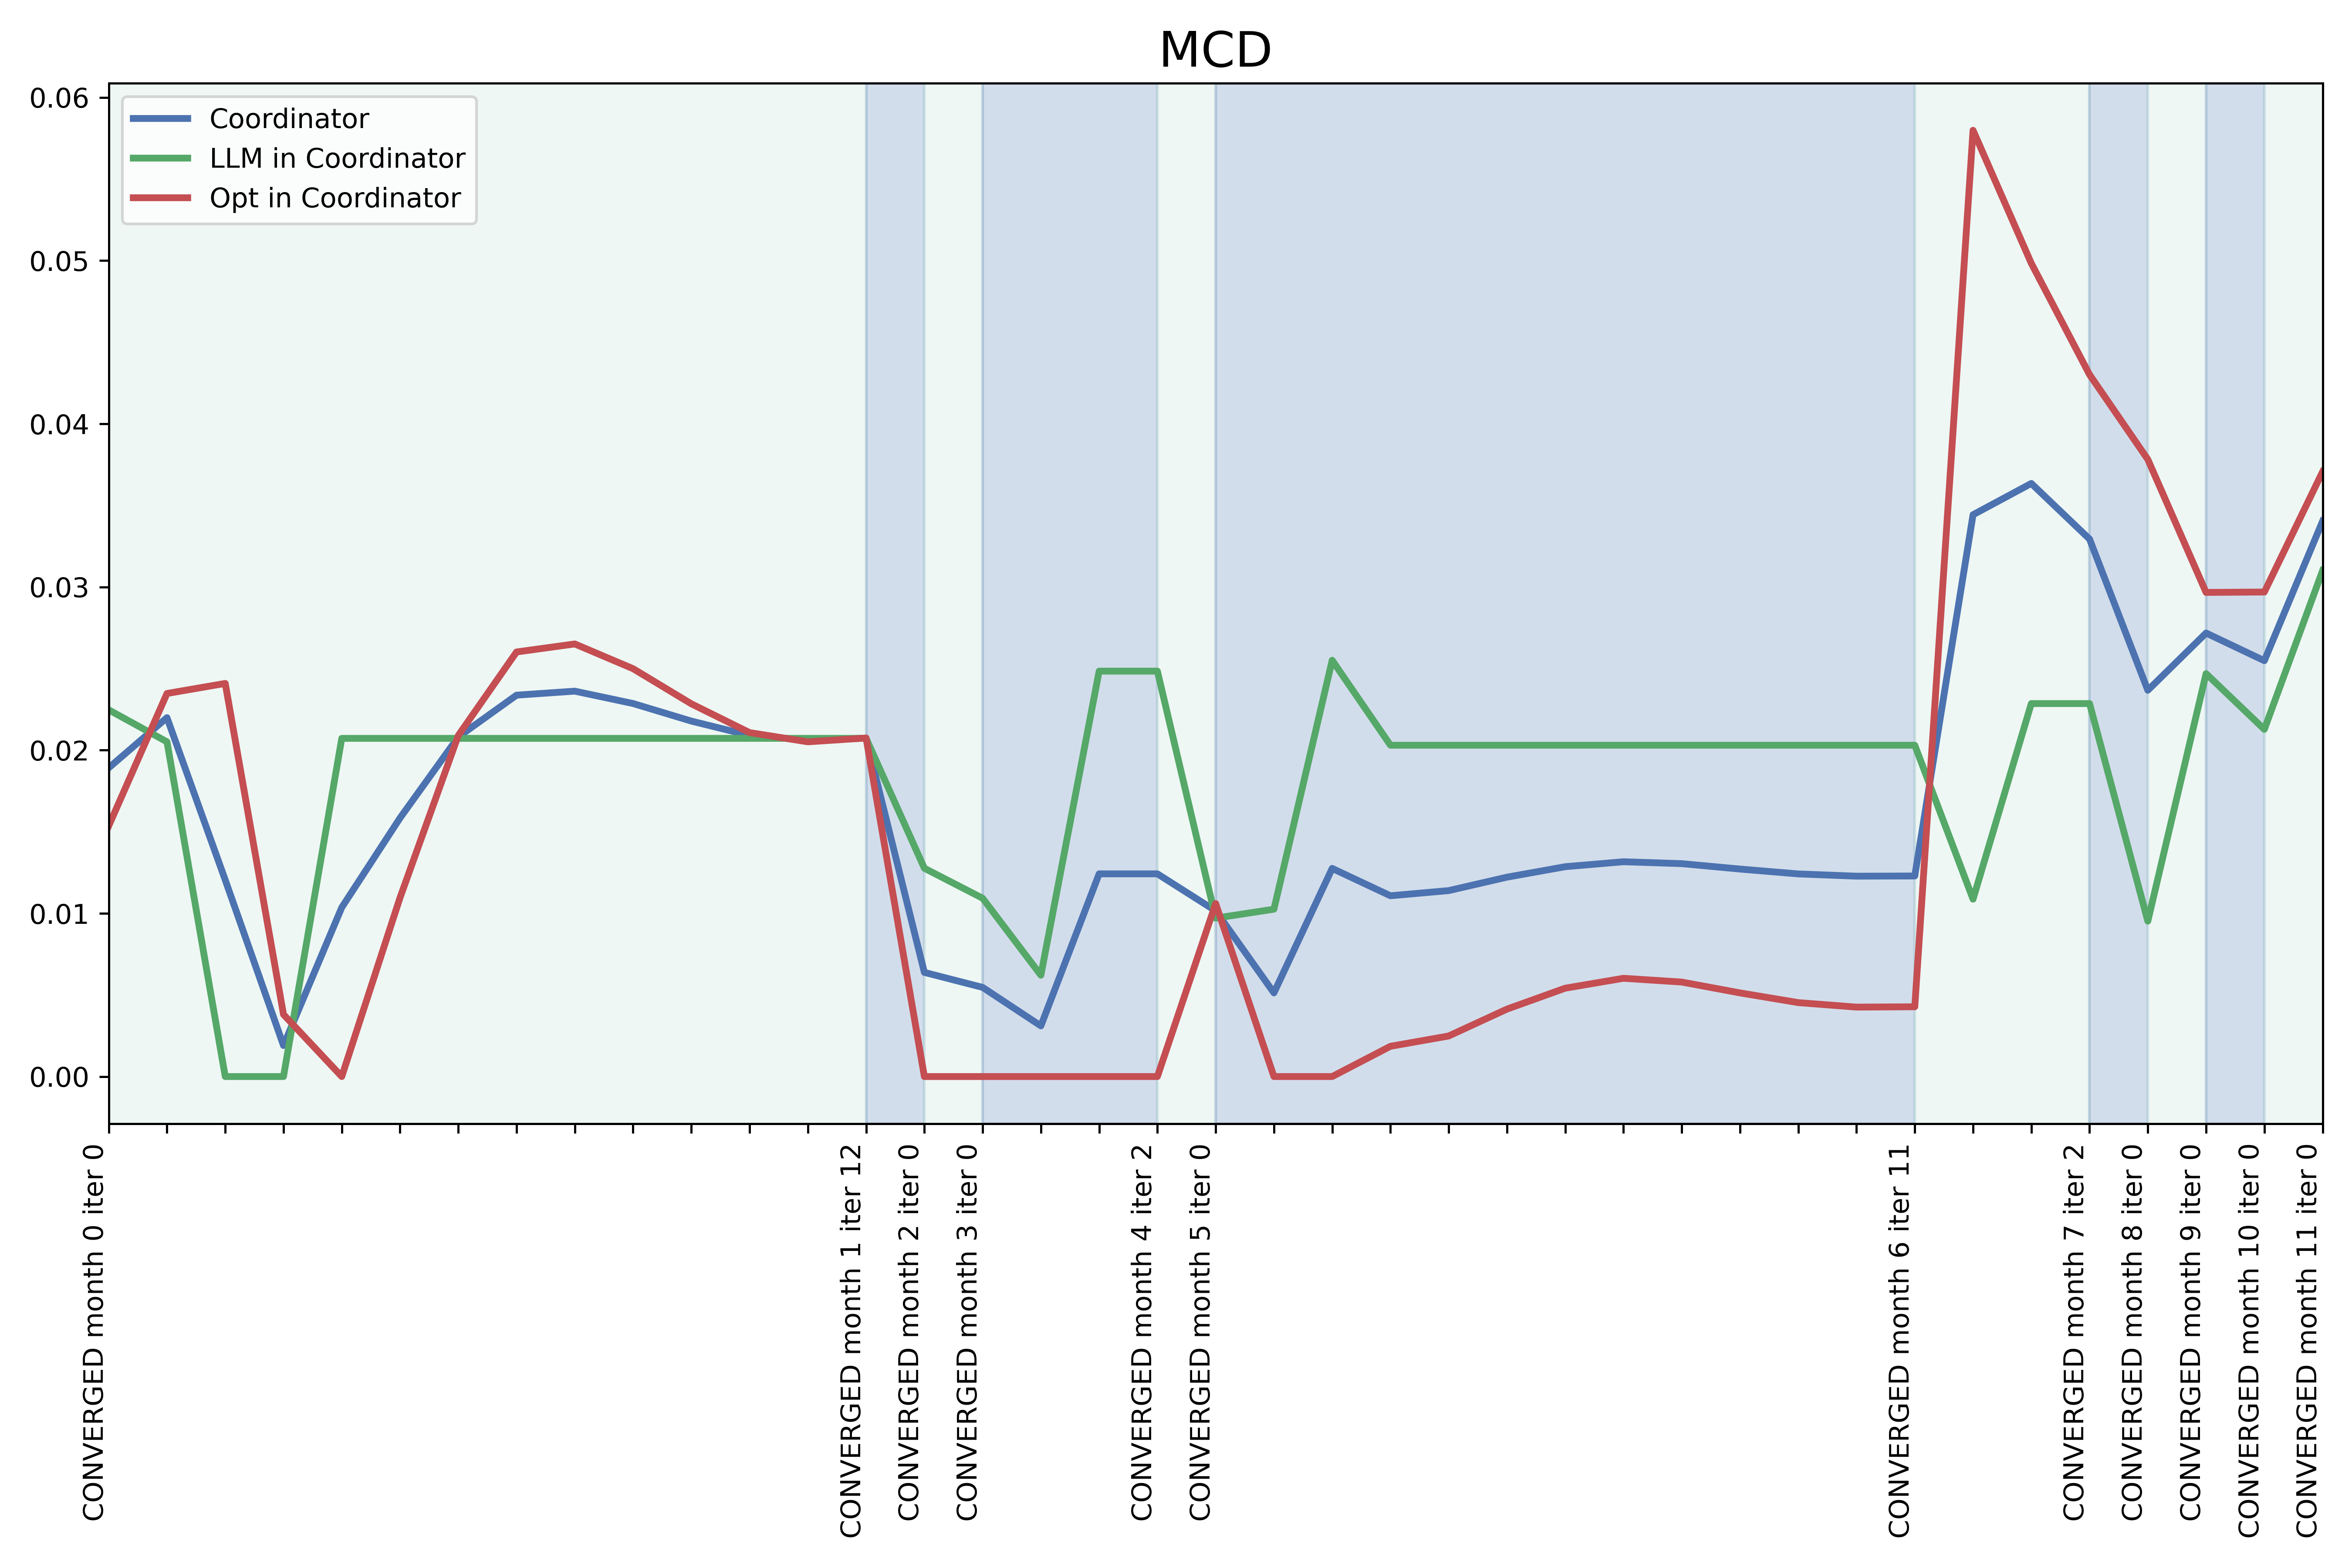 MCD
0.06
0.05
0.04
0.03
0.02
0.01
0.00
Coordinator
LLM in Coordinator
Opt in Coordinator
CONVERGED month 0 iter 0
CONVERGED month 1 iter 12
CONVERGED month 2 iter 0
CONVERGED month 3 iter 0
CONVERGED month 4 iter 2
CONVERGED month 5 iter 0
CONVERGED month 6 iter 11
CONVERGED month 7 iter 2
CONVERGED month 8 iter 0
CONVERGED month 9 iter 0
CONVERGED month 10 iter 0
CONVERGED month 11 iter 0